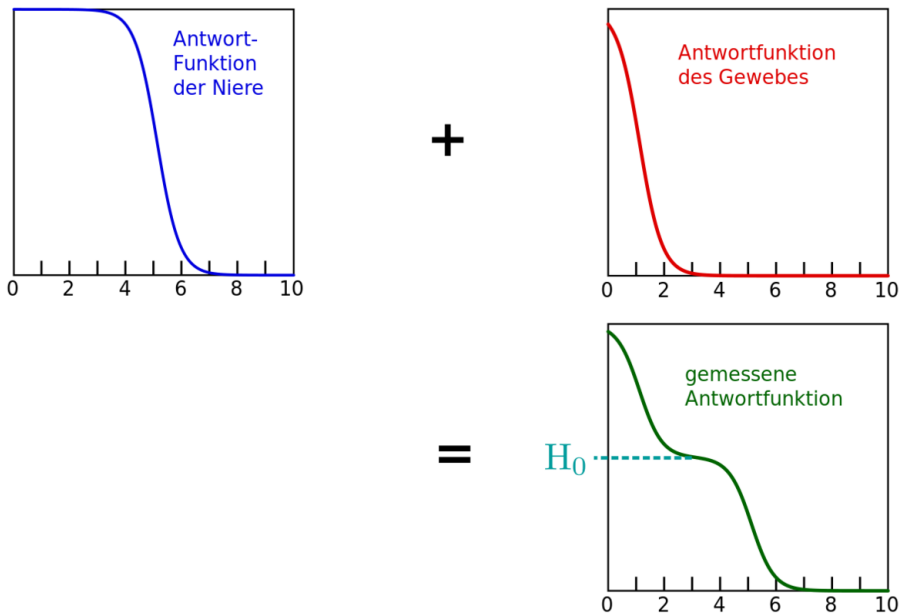 Antwort-
Funktion
der Niere
0 2 4 6 8 10
+
Antwortfunktion
des Gewebes
0 2 4 6 8 10
=
gemessene
Antwortfunktion
H₀
0 2 4 6 8 10